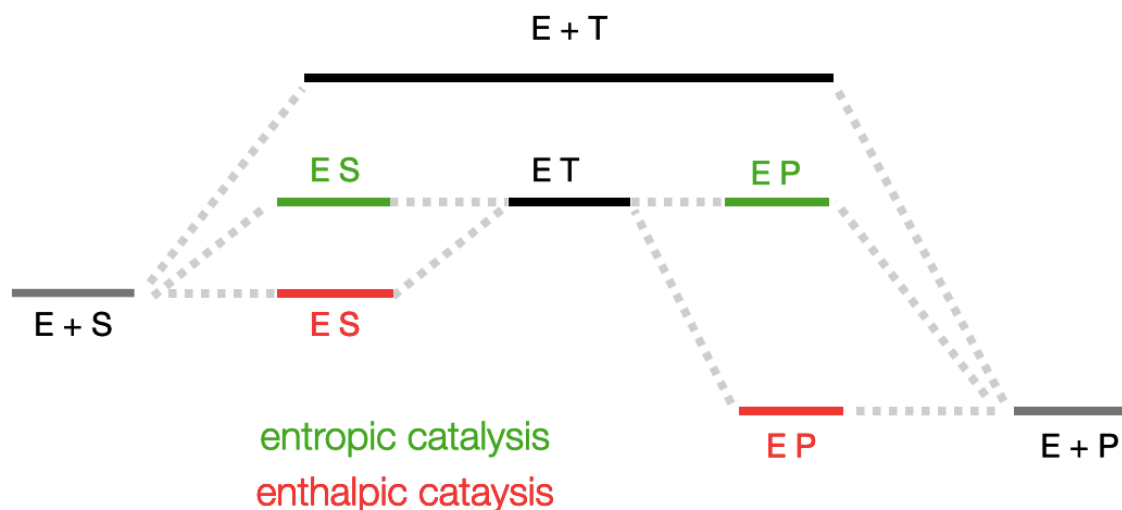 E + T
E S
E T
E P
E + S
E S
E P
E + P
entropic catalysis
enthalpic cataysis